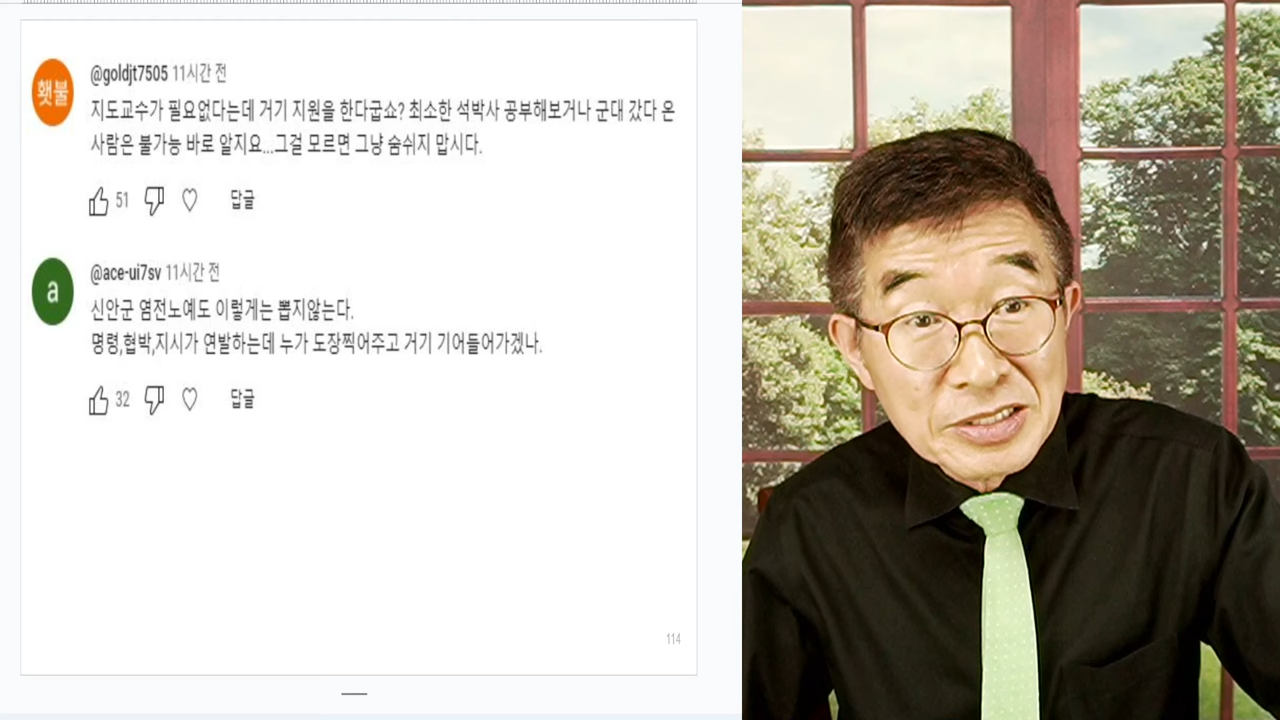 횃불
@goldjt7505 11시간 전
지도교수가 필요없다는데 거기 지원을 한다굽쇼? 최소한 석박사 공부해보거나 군대 갔다 온
사람은 불가능 바로 알지요...그걸 모르면 그냥 숨쉬지 맙시다.
51 답글
a
@ace-ui7sv 11시간 전
신안군 염전노예도 이렇게는 뽑지않는다.
명령,협박,지시가 연발하는데 누가 도장찍어주고 거기 기어들어가겠나.
32 답글
114